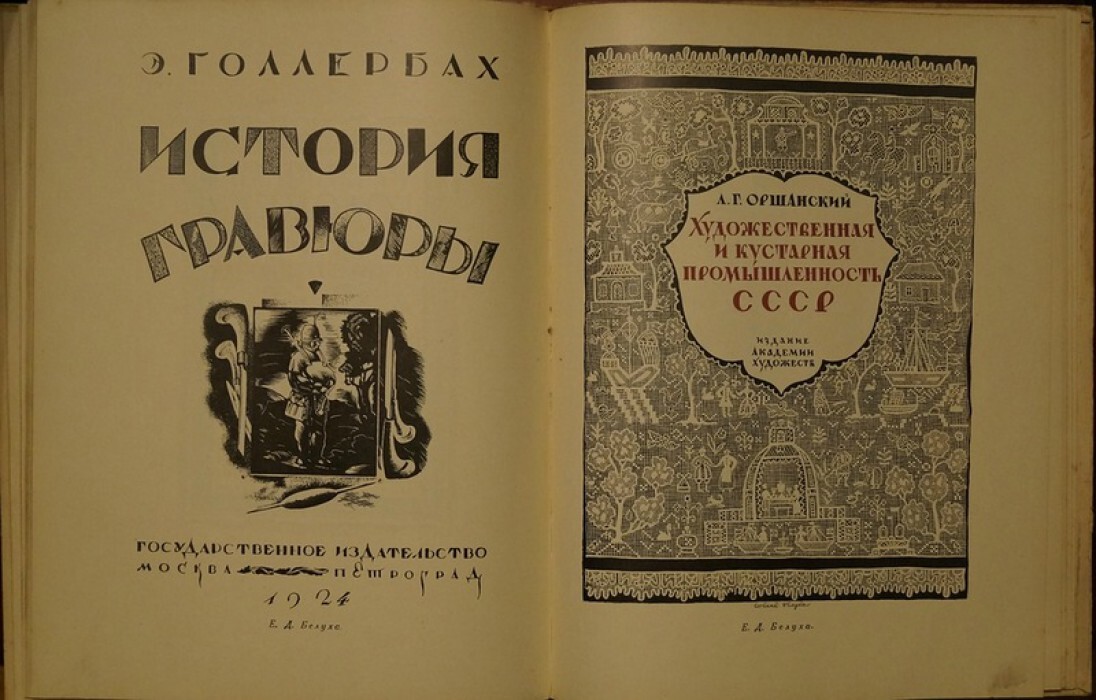 Э. ГОЛЛЕРБАХ
ИСТОРИЯ
ГРАВЮРЫ
ГОСУДАРСТВЕННОЕ ИЗДАТЕЛЬСТВО
МОСКВА ПЕТРОГРАД
1924
Е. Д. Белуха.
А. Г. ОРШАНСКИЙ
ХУДОЖЕСТВЕННАЯ
И КУСТАРНАЯ
ПРОМЫШЛЕННОСТЬ
СССР
ИЗДАНИЕ
АКАДЕМИИ
ХУДОЖЕСТВ
Е. Д. Белуха.